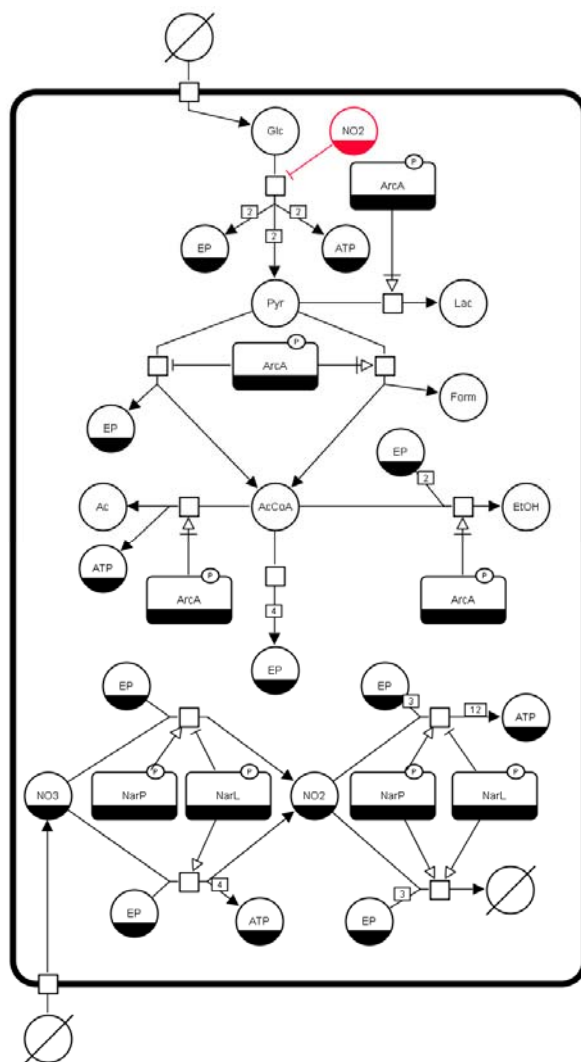 Glc
NO2
P
ArcA
2
2
EP
2
ATP
Pyr
Lac
P
ArcA
Form
EP
EP
2
Ac
AcCoA
EtOH
ATP
P
ArcA
P
ArcA
4
EP
EP
EP
3
12
ATP
P
P
P
P
NO3
NarP
NarL
NO2
NarP
NarL
4
3
EP
ATP
EP